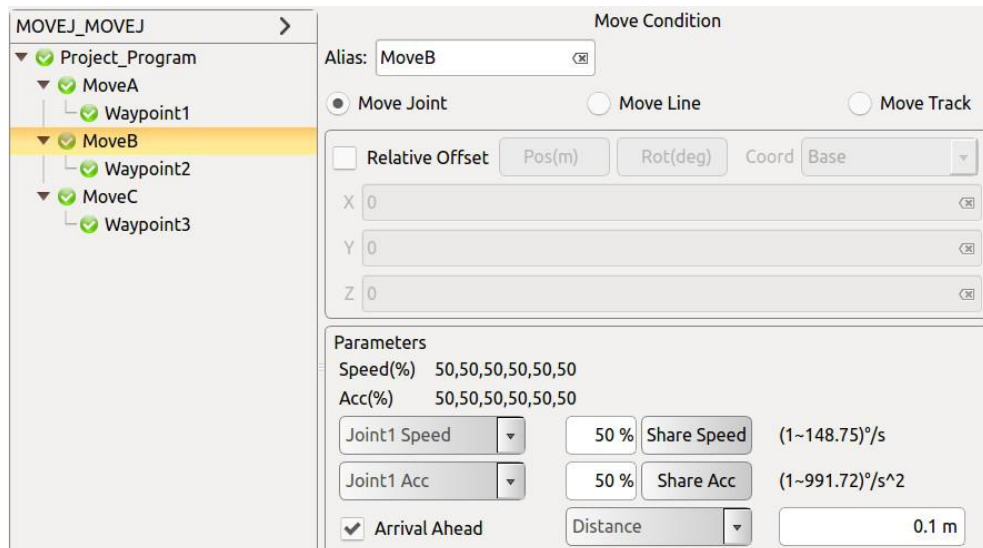 MOVEJ_MOVEJ
Project_Program
MoveA
Waypoint1
MoveB
Waypoint2
MoveC
Waypoint3
Move Condition
Alias: MoveB
Move Joint Move Line Move Track
Relative Offset Pos(m) Rot(deg) Coord Base
X 0
Y 0
Z 0
Parameters
Speed(%) 50,50,50,50,50,50
Acc(%) 50,50,50,50,50,50
Joint1 Speed 50 % Share Speed (1~148.75)°/s
Joint1 Acc 50 % Share Acc (1~991.72)°/s^2
Arrival Ahead Distance 0.1 m